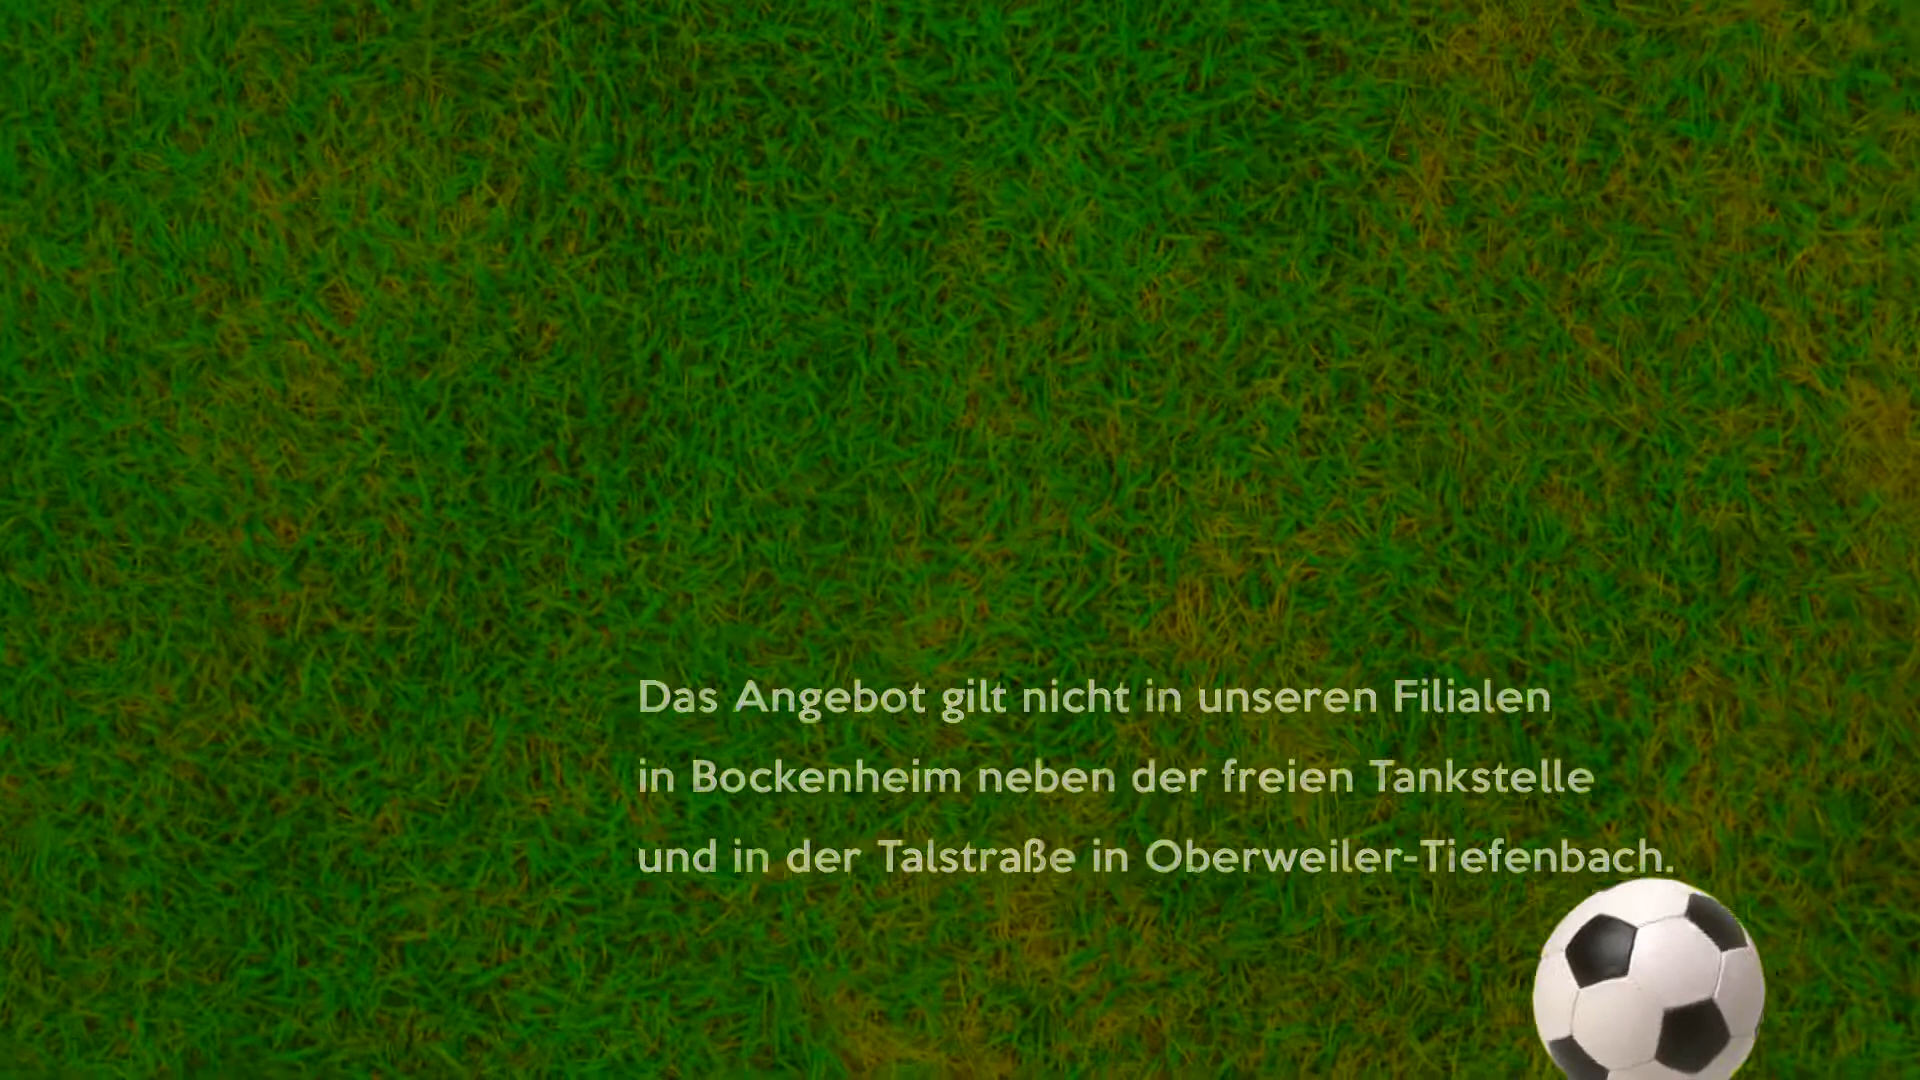 Das Angebot gilt nicht in unseren Filialen
in Bockenheim neben der freien Tankstelle
und in der Talstraße in Oberweiler-Tiefenbach.